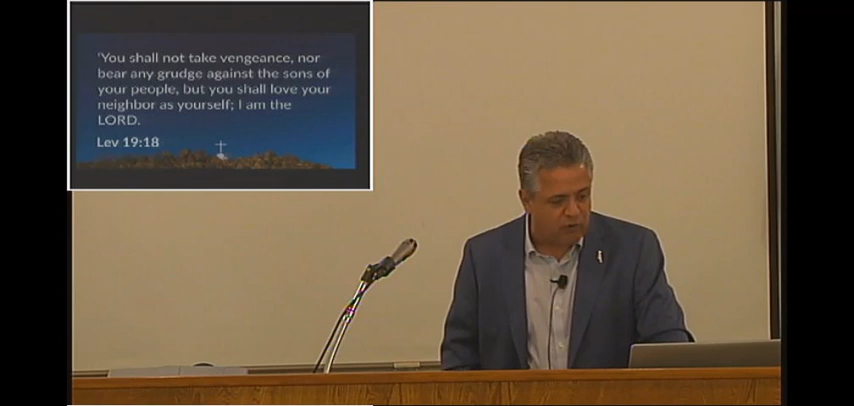 'You shall not take vengeance, nor
bear any grudge against the sons of
your people, but you shall love your
neighbor as yourself; I am the
LORD.
Lev 19:18